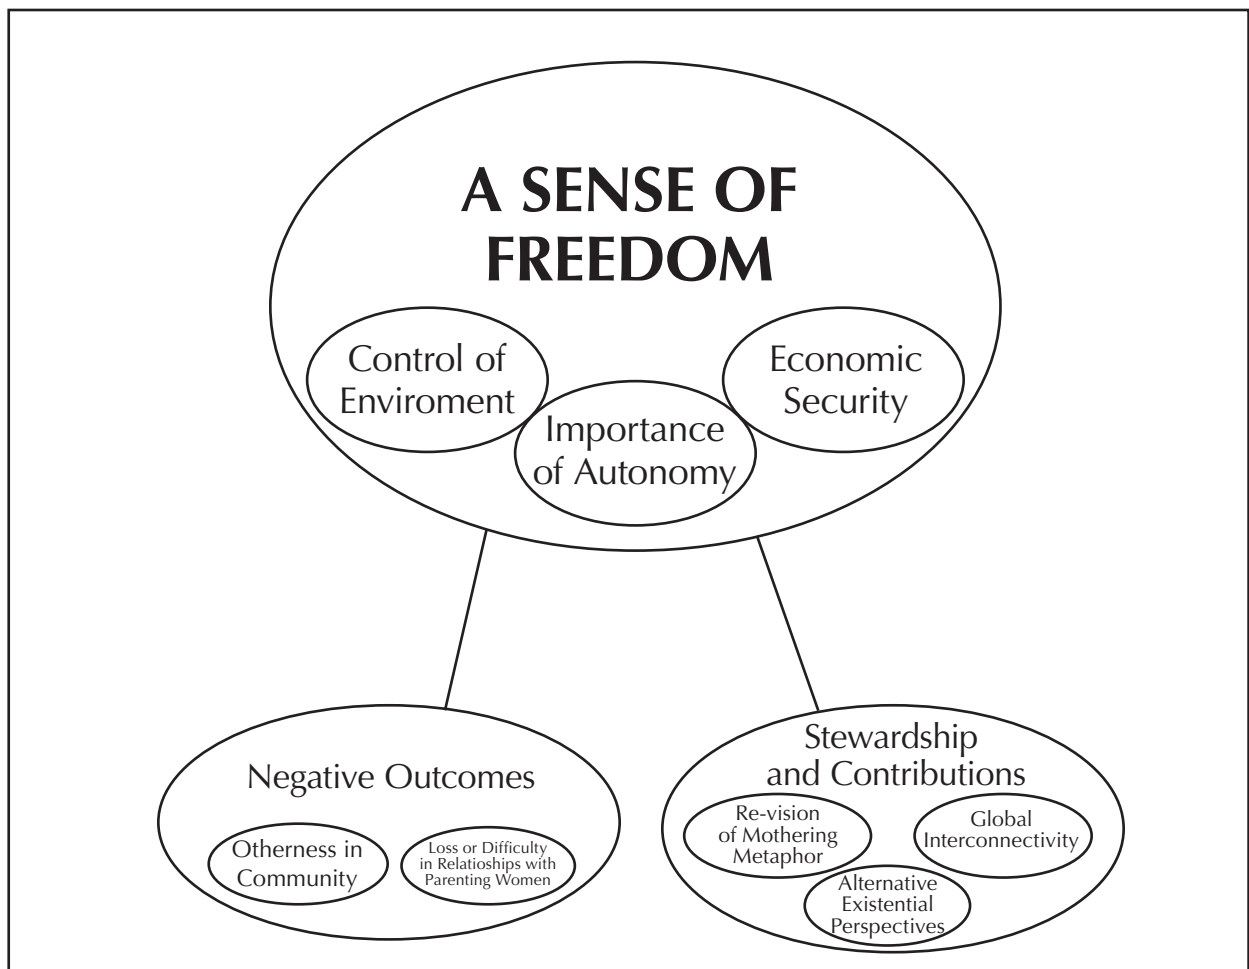 A SENSE OF
FREEDOM
Control of
Enviroment
Importance
of Autonomy
Economic
Security
Negative Outcomes
Otherness in
Community
Loss or Difficulty
in Relatioships with
Parenting Women
Stewardship
and Contributions
Re-vision
of Mothering
Metaphor
Alternative
Existential
Perspectives
Global
Interconnectivity